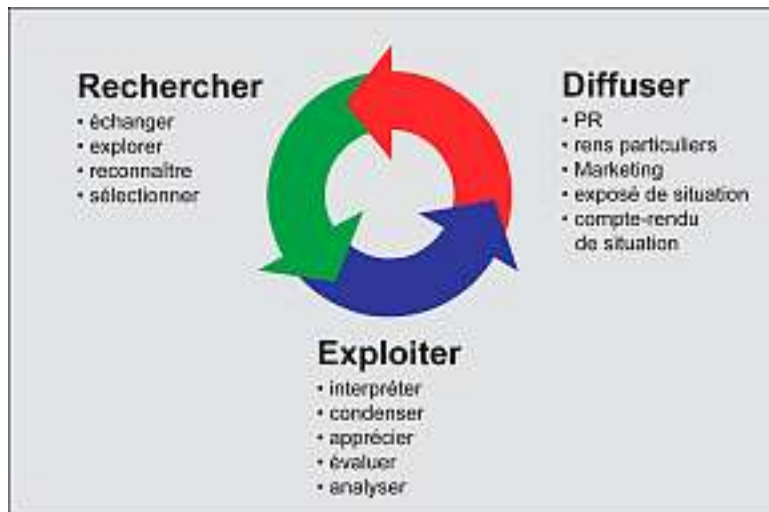 Rechercher
• échanger
• explorer
• reconnaître
• sélectionner
Diffuser
• PR
• rens particuliers
• Marketing
• exposé de situation
• compte-rendu
de situation
Exploiter
• interpréter
• condenser
• apprécier
• évaluer
• analyser